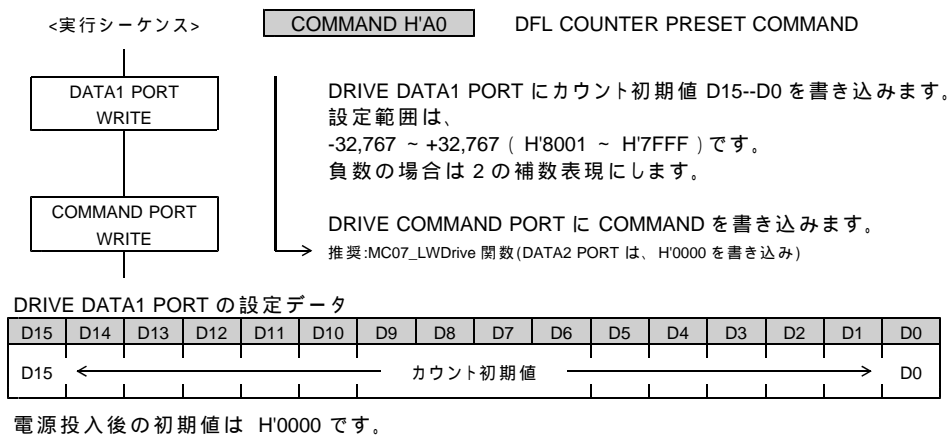 <実行シーケンス>
COMMAND H'A0
DFL COUNTER PRESET COMMAND
DATA1 PORT
WRITE
DRIVE DATA1 PORT にカウント初期値 D15--D0 を書き込みます。
設定範囲は、
-32,767 ~ +32,767 ( H'8001 ~ H'7FFF ) です。
負数の場合は 2 の補数表現にします。
COMMAND PORT
WRITE
DRIVE COMMAND PORT に COMMAND を書き込みます。
推奨:MC07_LWDrive 関数(DATA2 PORT は、H'0000 を書き込み)
DRIVE DATA1 PORT の設定データ
D15 D14 D13 D12 D11 D10 D9 D8 D7 D6 D5 D4 D3 D2 D1 D0
D15 カウント初期値 D0
電源投入後の初期値は H'0000 です。